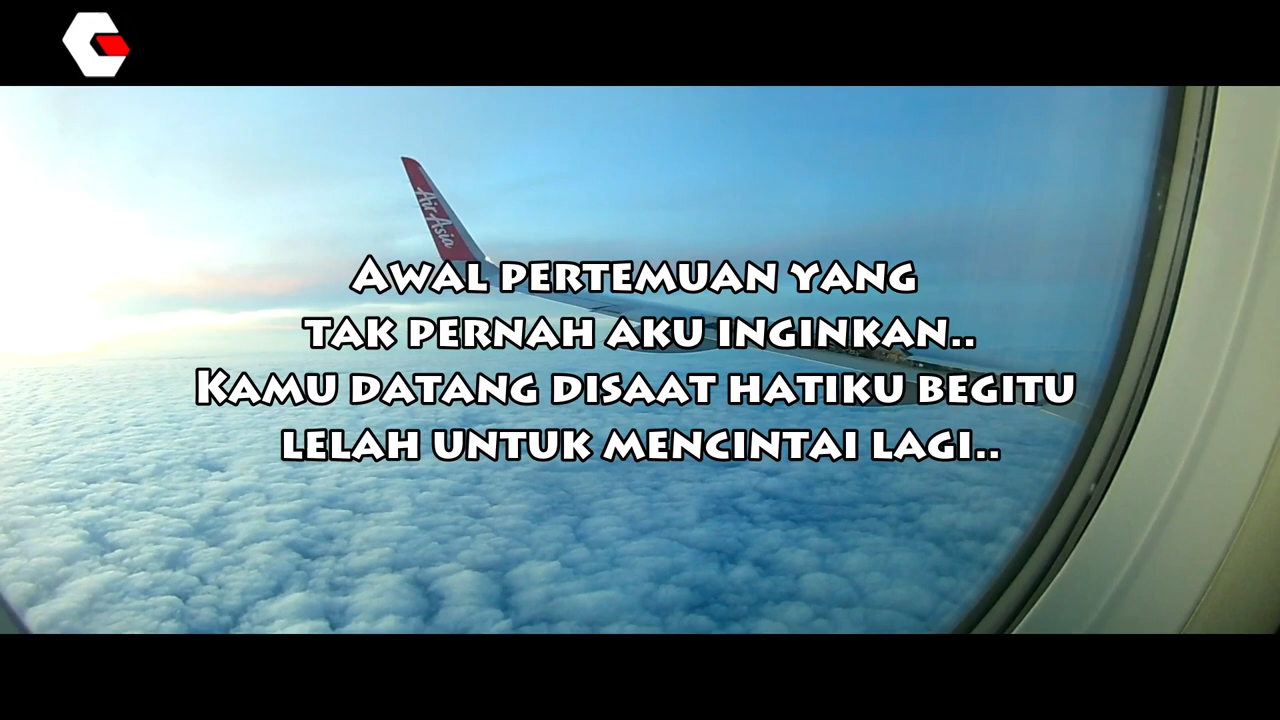 AirAsia
Awal pertemuan yang
tak pernah aku inginkan..
Kamu datang disaat hatiku begitu
lelah untuk mencintai lagi..